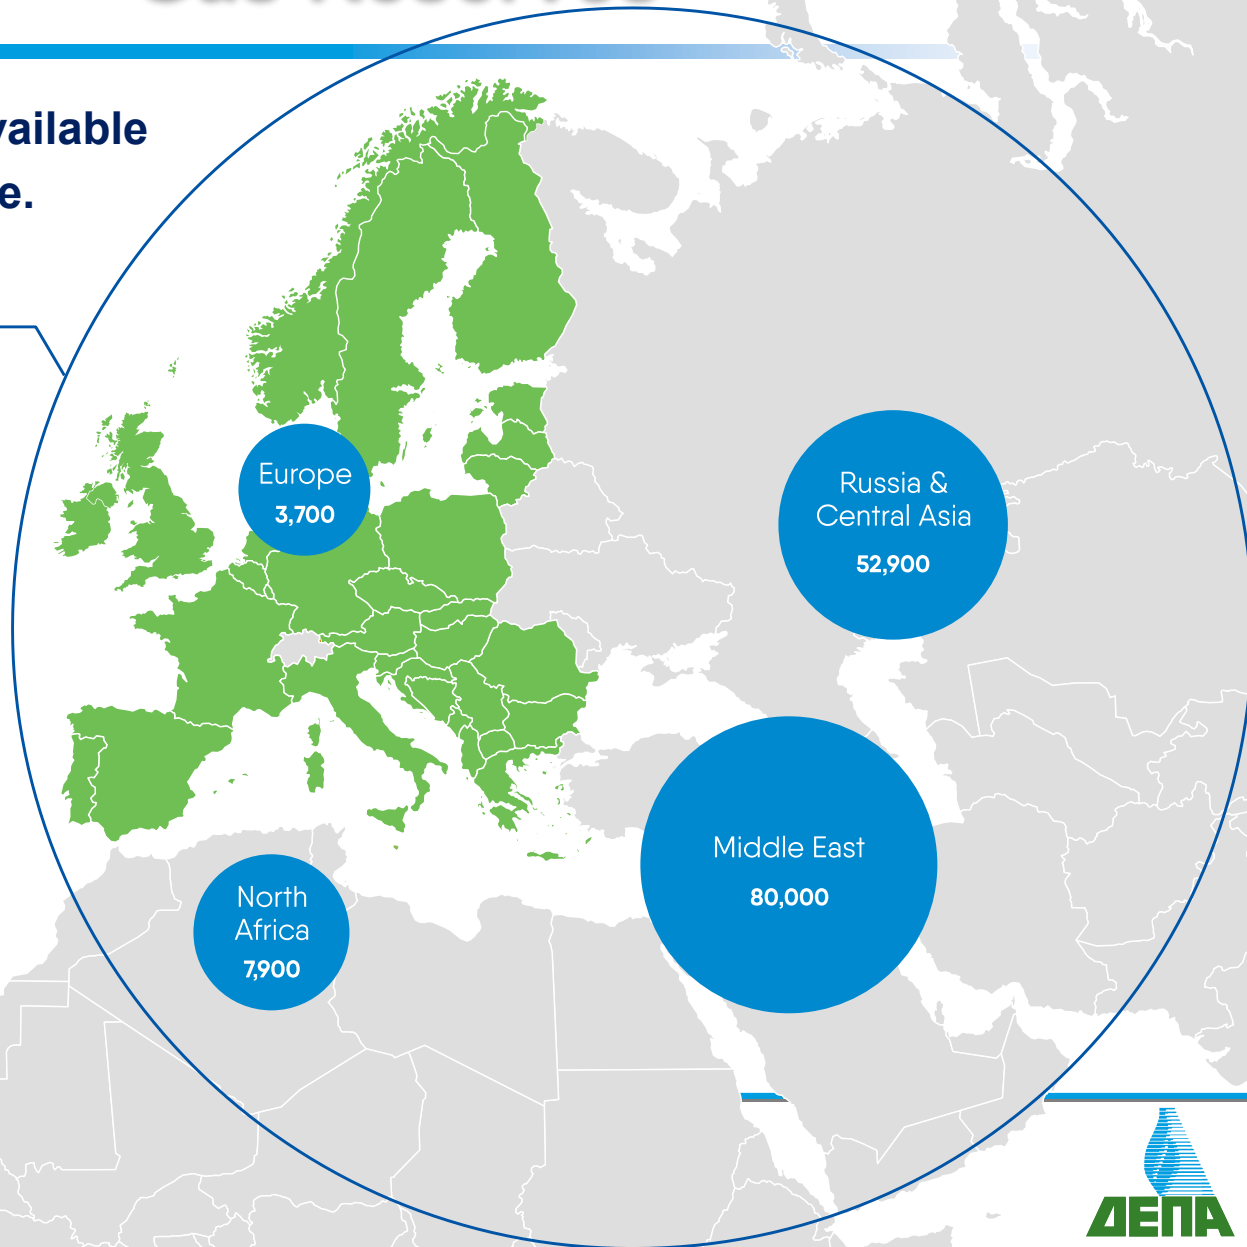 vailable
e.
Europe
3,700
Russia &
Central Asia
52,900
Middle East
80,000
North
Africa
7,900
ΔΕΠΑ